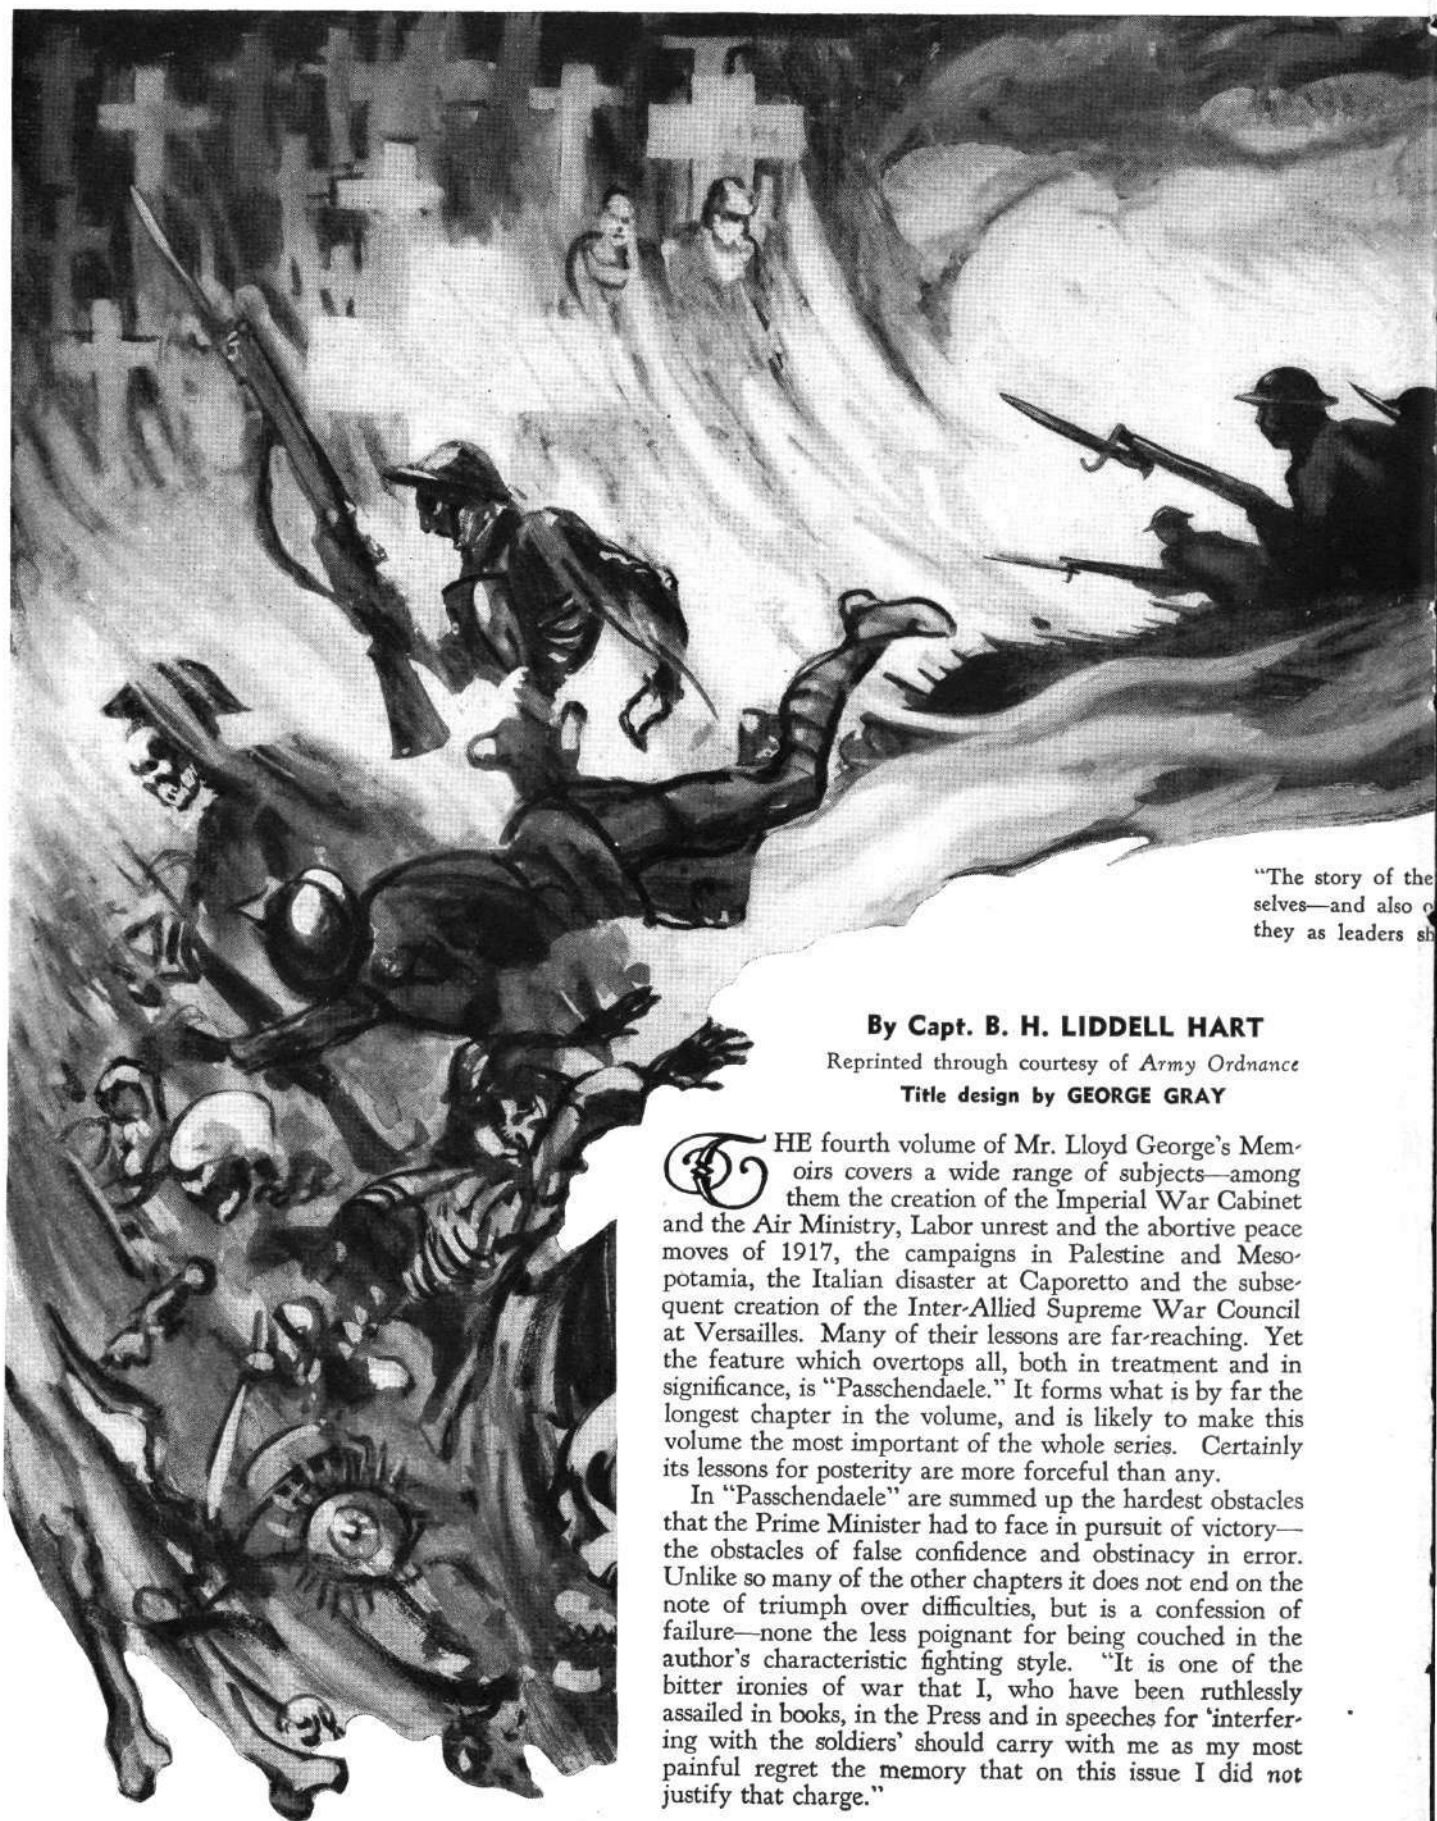 "The story of the
selves—and also
they as leaders
By Capt. B. H. LIDDELL HART
Reprinted through courtesy of Army Ordnance
Title design by GEORGE GRAY
THE fourth volume of Mr. Lloyd George's Mem-
oirs covers a wide range of subjects—among
them the creation of the Imperial War Cabinet
and the Air Ministry, Labor unrest and the abortive peace
moves of 1917, the campaigns in Palestine and Meso-
potamia, the Italian disaster at Caporetto and the subse-
quent creation of the Inter-Allied Supreme War Council
at Versailles. Many of their lessons are far-reaching. Yet
the feature which overtops all, both in treatment and in
significance, is "Passchendaele." It forms what is by far the
longest chapter in the volume, and is likely to make this
volume the most important of the whole series. Certainly
its lessons for posterity are more forceful than any.
In "Passchendaele" are summed up the hardest obstacles
that the Prime Minister had to face in pursuit of victory—
the obstacles of false confidence and obstinacy in error.
Unlike so many of the other chapters it does not end on the
note of triumph over difficulties, but is a confession of
failure—none the less poignant for being couched in the
author's characteristic fighting style. "It is one of the
bitter ironies of war that I, who have been ruthlessly
assailed in books, in the Press and in speeches for 'interfer-
ing with the soldiers' should carry with me as my most
painful regret the memory that on this issue I did not
justify that charge."